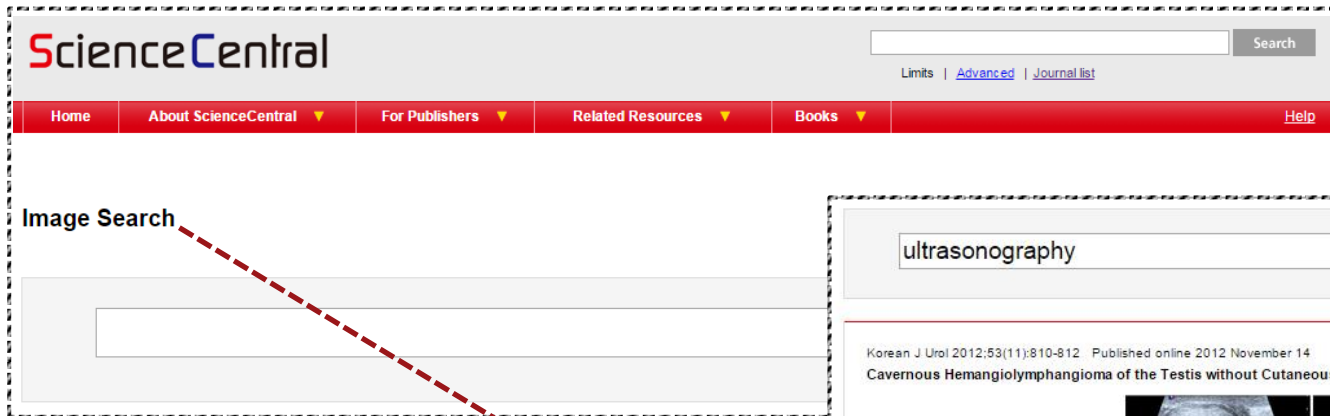 ScienceCentral
Search
Limits | Advanced | Journal list
Home About ScienceCentral ▼ For Publishers ▼ Related Resources ▼ Books ▼ Help
Image Search
ultrasonography
Korean J Urol 2012;53(11):810-812 Published online 2012 November 14
Cavernous Hemangiolymphangioma of the Testis without Cutaneou